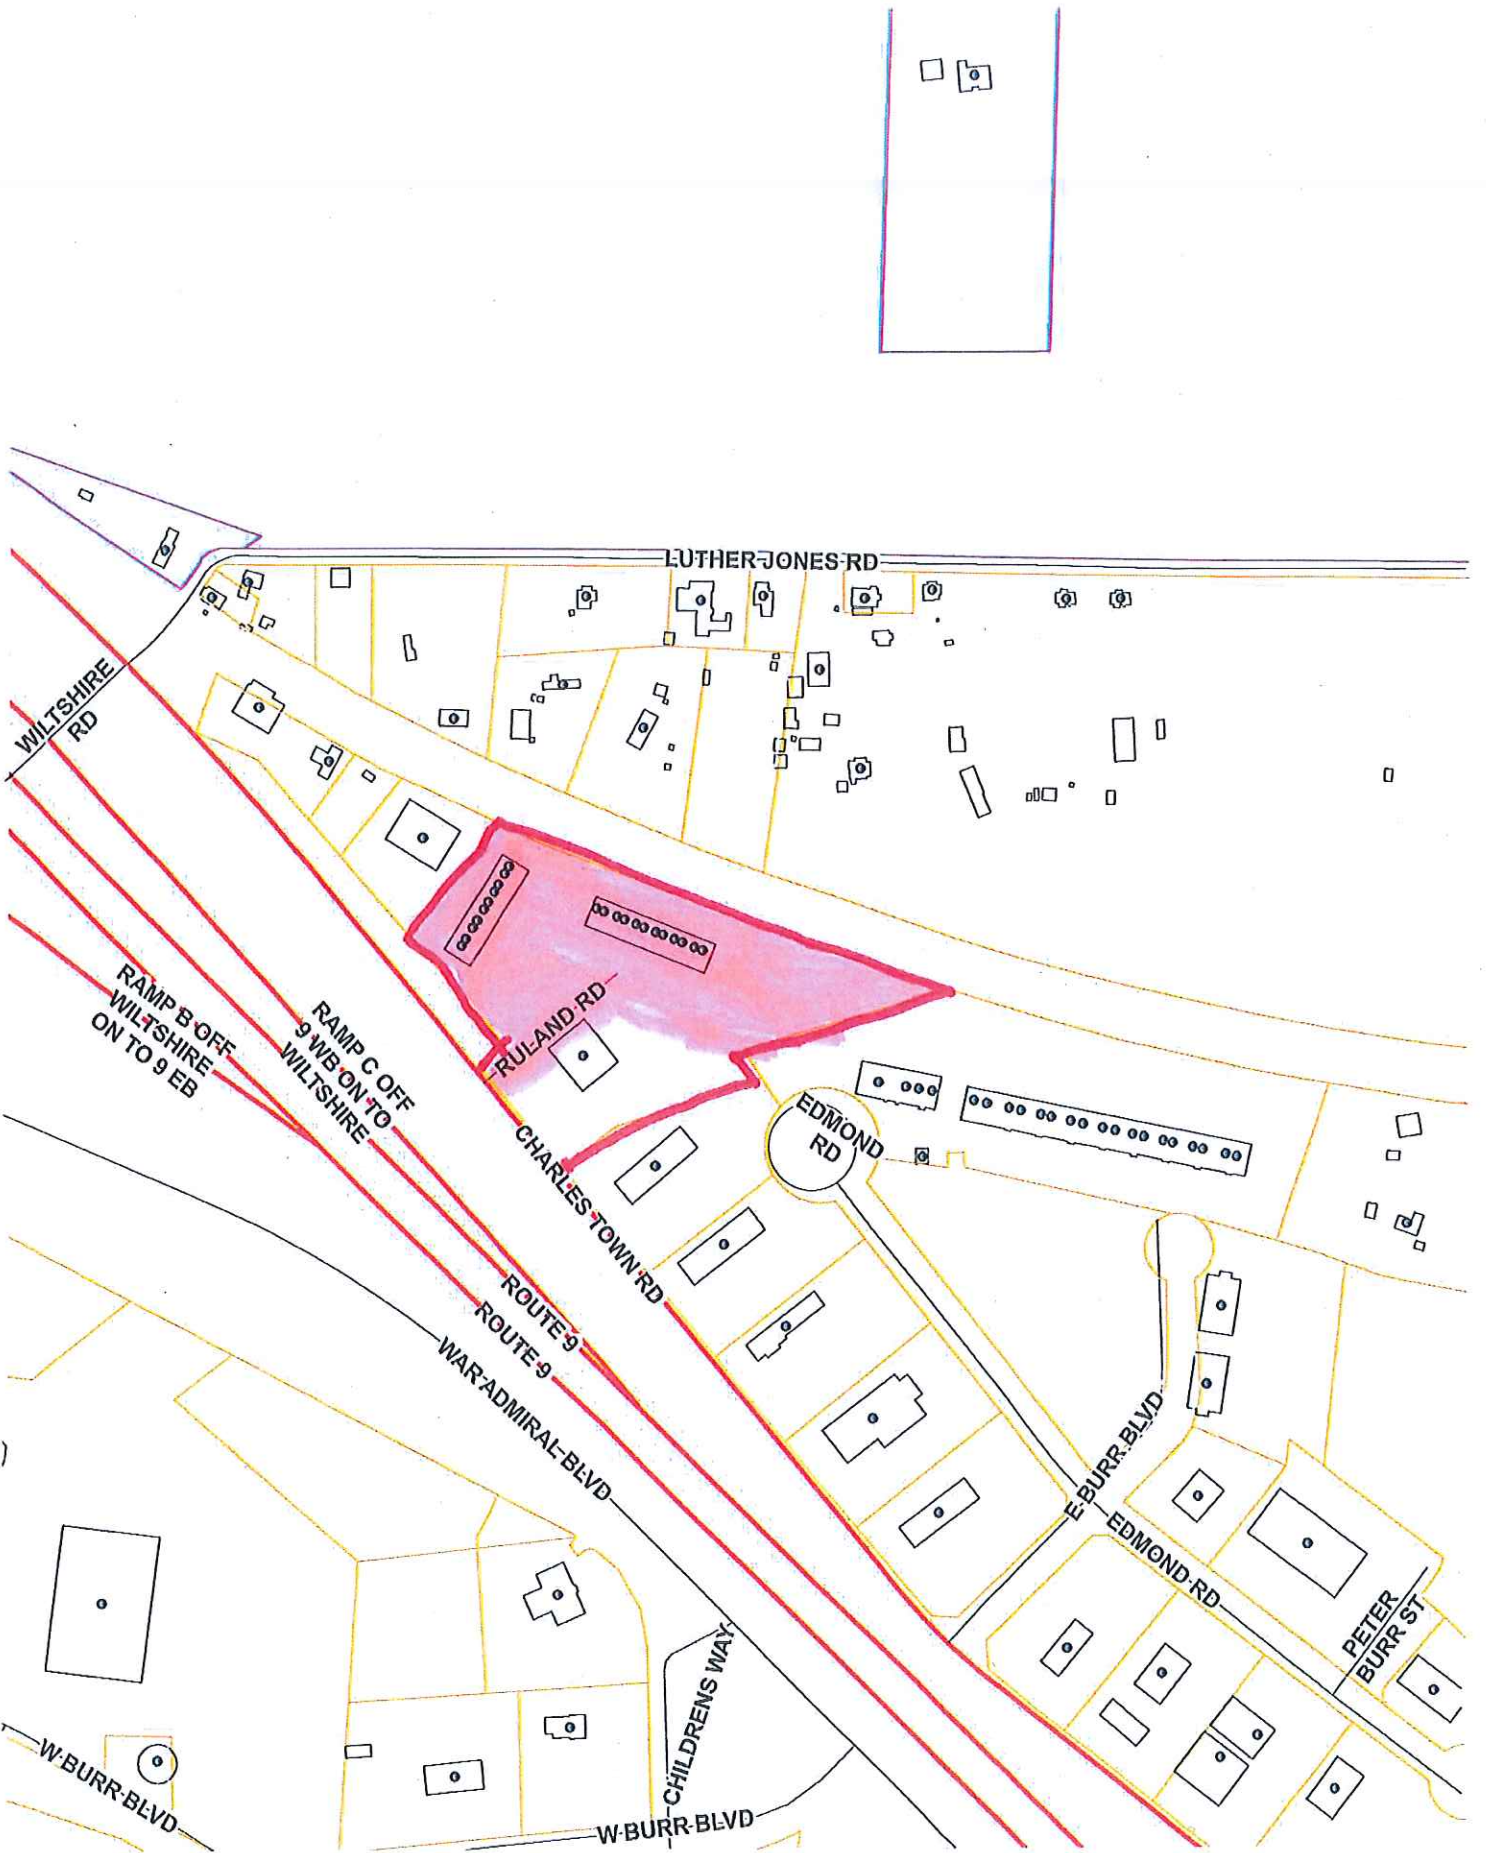 LUTHER JONES RD
WILTSHIRE
RD
RULAND RD
RAMP B OFF
WILTSHIRE
ON TO 9 EB
RAMP C OFF
9 WB ON TO
WILTSHIRE
EDMOND
RD
CHARLES TOWN RD
ROUTE 9
ROUTE 9
WAR ADMIRAL BLVD
E BURR BLVD
EDMOND RD
PETER
BURR ST
CHILDRENS WAY
W BURR BLVD
W BURR BLVD